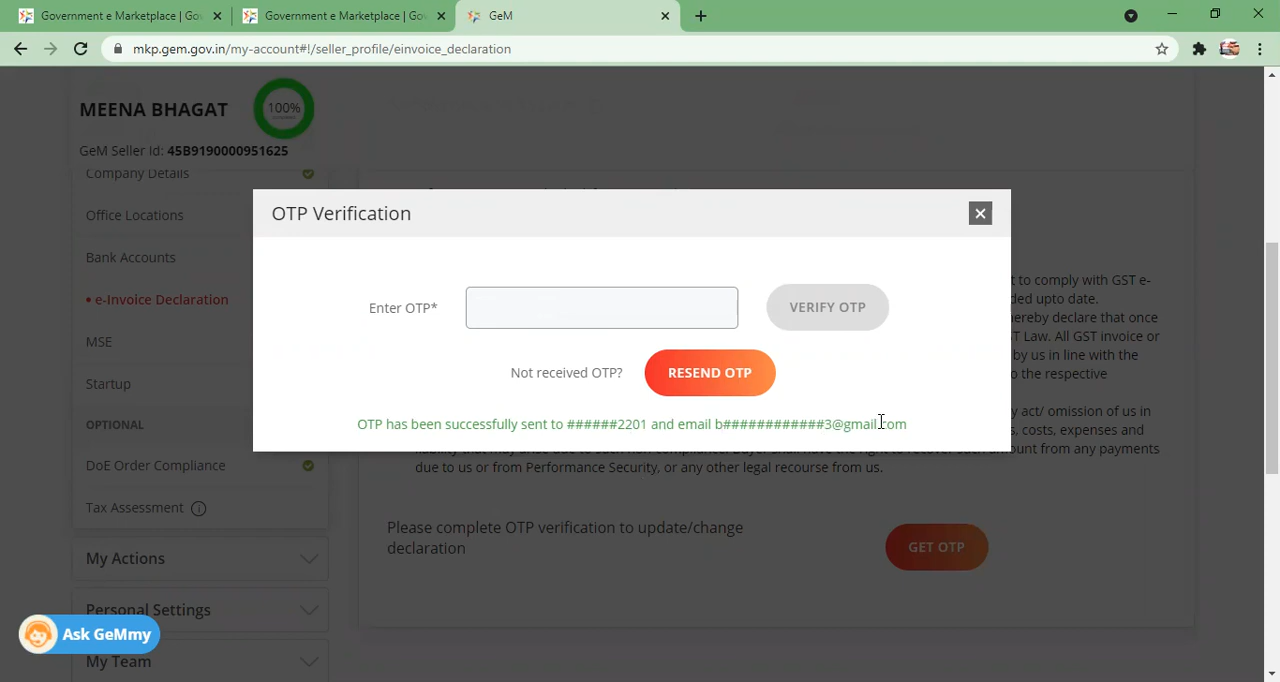 Government e Marketplace | Gov
Government e Marketplace | Gov
GeM
mkp.gem.gov.in/my-account#!/seller_profile/einvoice_declaration
MEENA BHAGAT
100%
GeM Seller Id: 45B9190000951625
Company Details
Office Locations
Bank Accounts
• e-Invoice Declaration
MSE
Startup
OPTIONAL
DoE Order Compliance
Tax Assessment
My Actions
Personal Settings
My Team
Ask GeMmy
OTP Verification
Enter OTP*
VERIFY OTP
Not received OTP?
RESEND OTP
OTP has been successfully sent to ######2201 and email b############3@gmail.com
t to comply with GST e-
ded upto date.
hereby declare that once
T Law. All GST invoice or
by us in line with the
o the respective
y act/ omission of us in
s, costs, expenses and
ount from any payments
due to us or from Performance Security, or any other legal recourse from us.
Please complete OTP verification to update/change
declaration
GET OTP